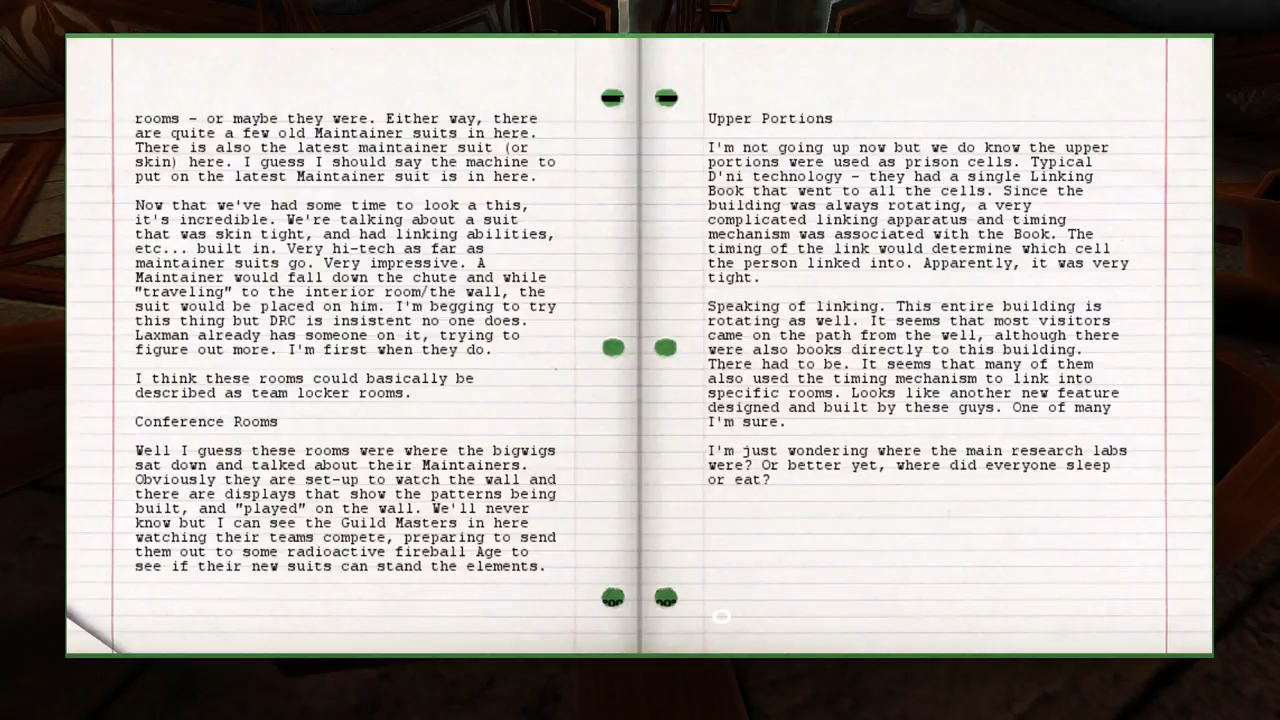 rooms - or maybe they were. Either way, there
are quite a few old Maintainer suits in here.
There is also the latest maintainer suit (or
skin) here. I guess I should say the machine to
put on the latest Maintainer suit is in here.
Now that we've had some time to look a this,
it's incredible. We're talking about a suit
that was skin tight, and had linking abilities,
etc... built in. Very hi-tech as far as
maintainer suits go. Very impressive. A
Maintainer would fall down the chute and while
"traveling" to the interior room/the wall, the
suit would be placed on him. I'm begging to try
this thing but DRC is insistent no one does.
Laxman already has someone on it, trying to
figure out more. I'm first when they do.
I think these rooms could basically be
described as team locker rooms.
Conference Rooms
Well I guess these rooms were where the bigwigs
sat down and talked about their Maintainers.
Obviously they are set-up to watch the wall and
there are displays that show the patterns being
built, and "played" on the wall. We'll never
know but I can see the Guild Masters in here
watching their teams compete, preparing to send
them out to some radioactive fireball Age to
see if their new suits can stand the elements.
Upper Portions
I'm not going up now but we do know the upper
portions were used as prison cells. Typical
D'ni technology - they had a single Linking
Book that went to all the cells. Since the
building was always rotating, a very
complicated linking apparatus and timing
mechanism was associated with the Book. The
timing of the link would determine which cell
the person linked into. Apparently, it was very
tight.
Speaking of linking. This entire building is
rotating as well. It seems that most visitors
came on the path from the well, although there
were also books directly to this building.
There had to be. It seems that many of them
also used the timing mechanism to link into
specific rooms. Looks like another new feature
designed and built by these guys. One of many
I'm sure.
I'm just wondering where the main research labs
were? Or better yet, where did everyone sleep
or eat?